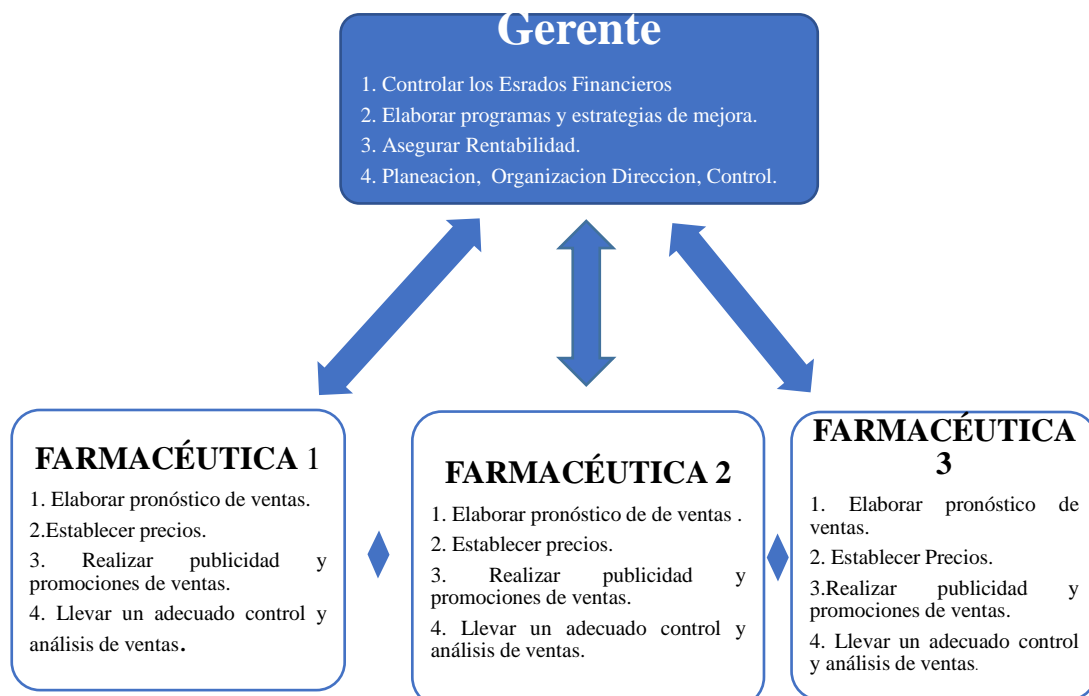 Gerente
1. Controlar los Esrados Financieros
2. Elaborar programas y estrategias de mejora.
3. Asegurar Rentabilidad.
4. Planeacion, Organizacion Direccion, Control.
FARMACÉUTICA 1
1. Elaborar pronóstico de ventas.
2.Establecer precios.
3. Realizar publicidad y
promociones de ventas.
4. Llevar un adecuado control y
análisis de ventas.
FARMACÉUTICA 2
1. Elaborar pronóstico de de ventas .
2. Establecer precios.
3. Realizar publicidad y
promociones de ventas.
4. Llevar un adecuado control y
análisis de ventas.
FARMACÉUTICA
3
1. Elaborar pronóstico de
ventas.
2. Establecer Precios.
3.Realizar publicidad y
promociones de ventas.
4. Llevar un adecuado control
y análisis de ventas.